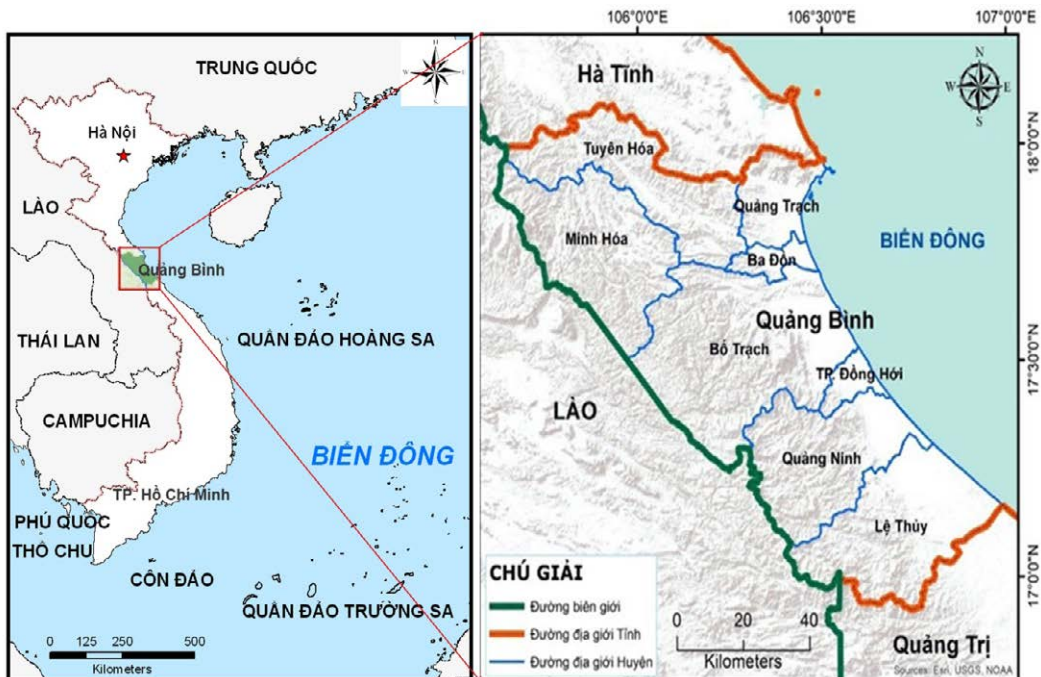 TRUNG QUỐC
Hà Nội
LÀO
Quảng Bình
THÁI LAN
QUẦN ĐẢO HOÀNG SA
CAMPUCHIA
BIỂN ĐÔNG
TP. Hồ Chí Minh
PHÚ QUỐC
THỔ CHU
CÔN ĐẢO
QUẦN ĐẢO TRƯỜNG SA
0 125 250 500
Kilometers
106°0'0"E 106°30'0"E 107°0'0"E
Hà Tĩnh
N
W E
S
Tuyên Hóa
18°0'0"N
Quảng Trạch
Minh Hóa
BIỂN ĐÔNG
Ba Đồn
Quảng Bình
Bố Trạch
17°30'0"N
TP. Đồng Hới
LÀO
Quảng Ninh
Lệ Thủy
CHÚ GIẢI
Đường biên giới
Đường địa giới Tỉnh
Đường địa giới Huyện
0 20 40
Kilometers
17°0'0"N
Quảng Trị
Sources: Esri, USGS, NOAA